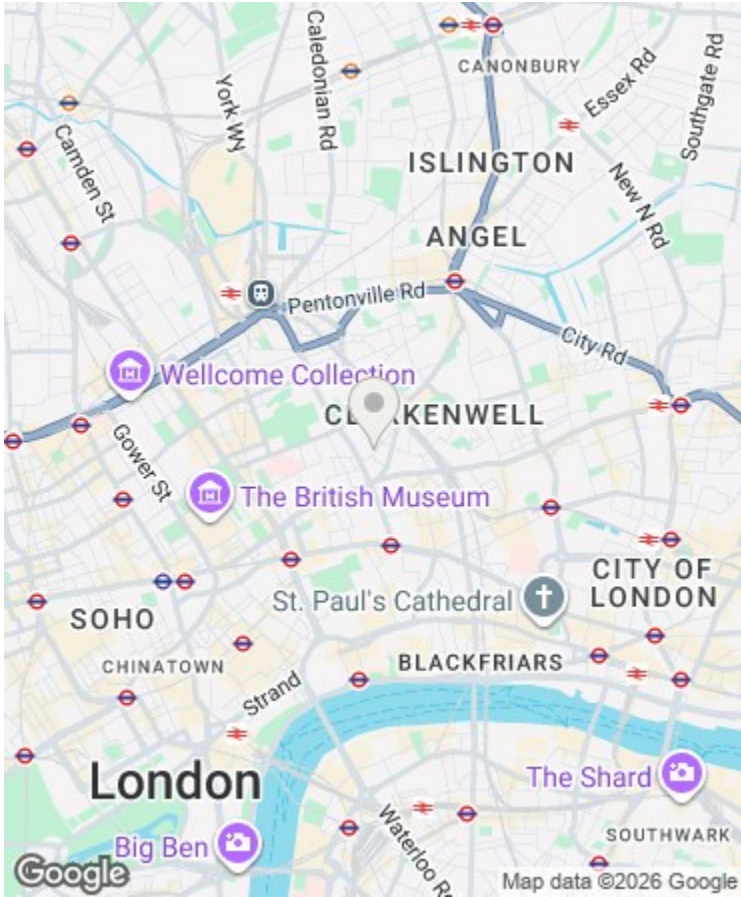 Caledonian Rd
York Wy
CANONBURY
Essex Rd
Southgate Rd
Camden St
ISLINGTON
New N Rd
ANGEL
Pentonville Rd
City Rd
Wellcome Collection
CL RKENWELL
Gower St
The British Museum
St. Paul's Cathedral
CITY OF
LONDON
SOHO
CHINATOWN
BLACKFRIARS
Strand
London
The Shard
Big Ben
Waterloo
SOUTHWARK
Google
Map data ©2026 Google